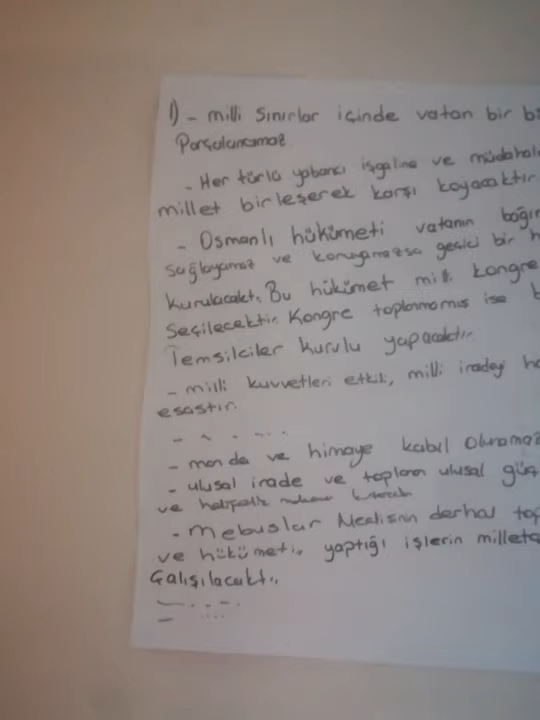 1) - milli sınırlar içinde vatan bir
Parçalanamaz.
- Her türlü yabancı işgaline ve
millet birleşerek karşı koyacaktır.
- Osmanlı hükümeti vatanın
sağlayamaz ve koruyamazsa geçici bir
kurulacaktır. Bu hükümet milli kongre
seçilecektir. Kongre toplanmamış ise
Temsilciler Kurulu yapacaktır.
- milli kuvvetleri etkili, milli iradeyi
esastır.
- manda ve himaye kabul
- ulusal irade ve toplanan ulusal
ve
- Mebuslar Meclisinin derhal
ve hükümetin yaptığı işlerin
çalışılacaktır.